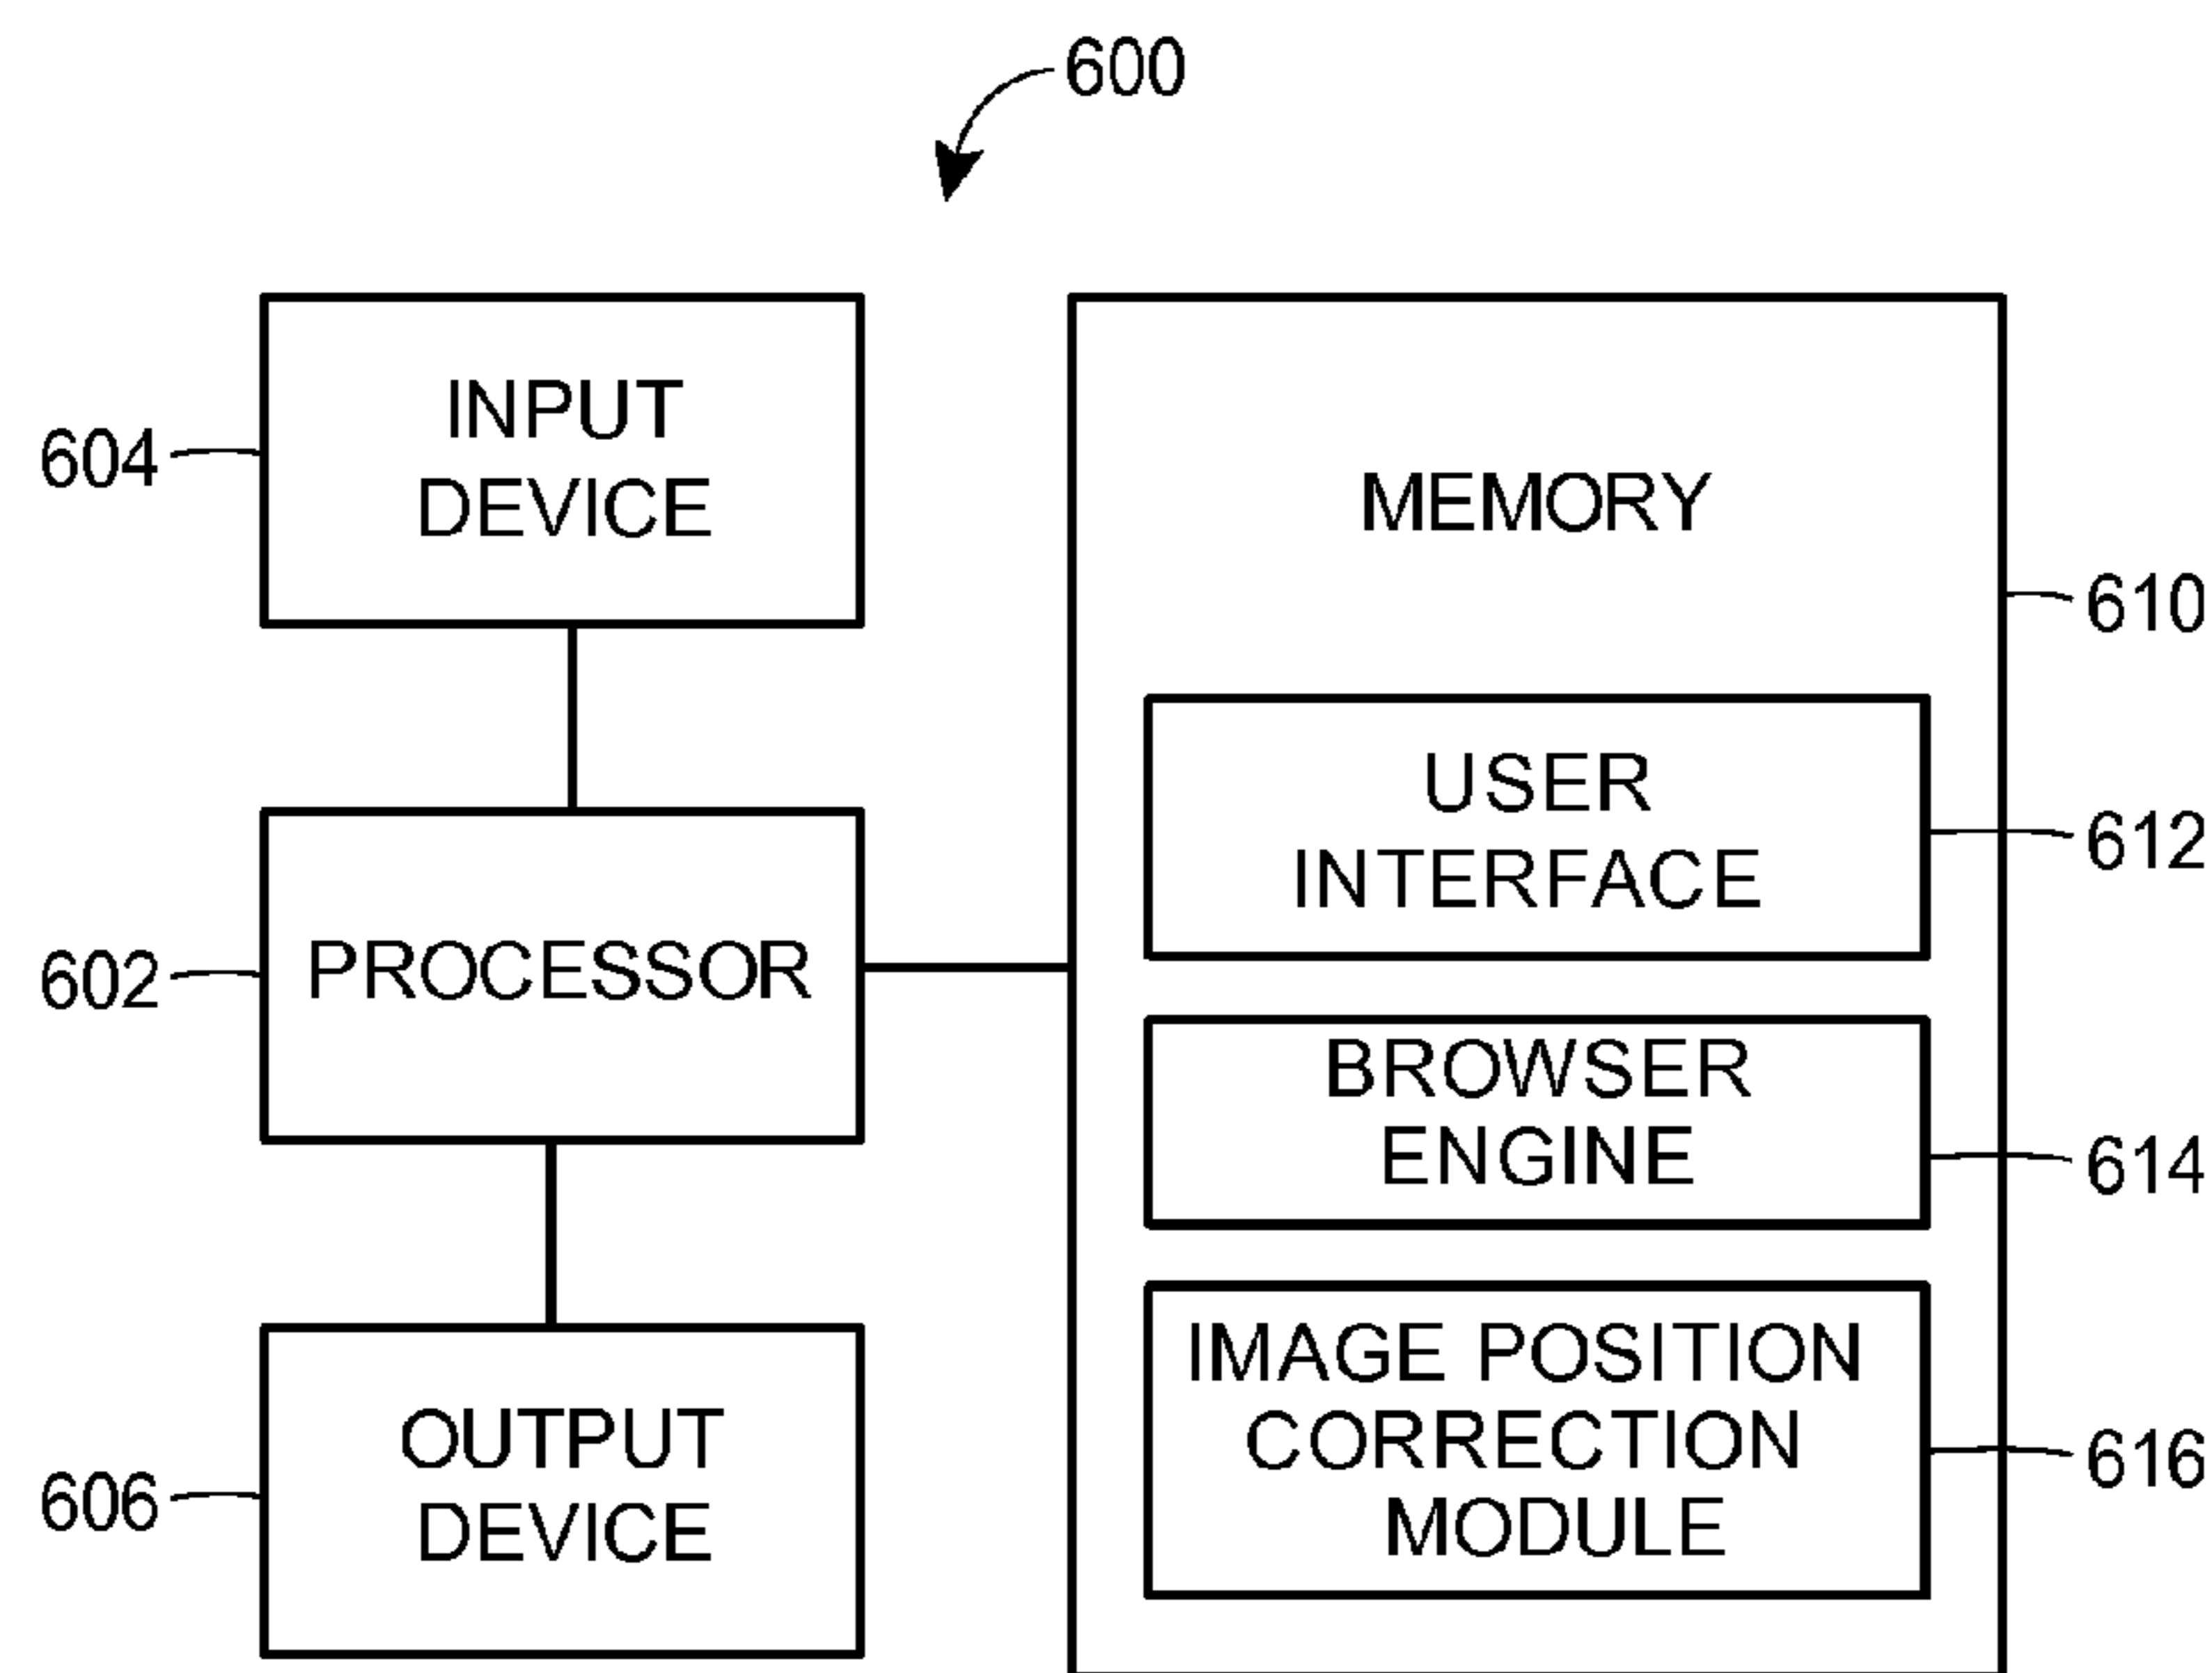 600
INPUT
DEVICE
604
PROCESSOR
602
OUTPUT
DEVICE
606
MEMORY
610
USER
INTERFACE
612
BROWSER
ENGINE
614
IMAGE POSITION
CORRECTION
MODULE
616